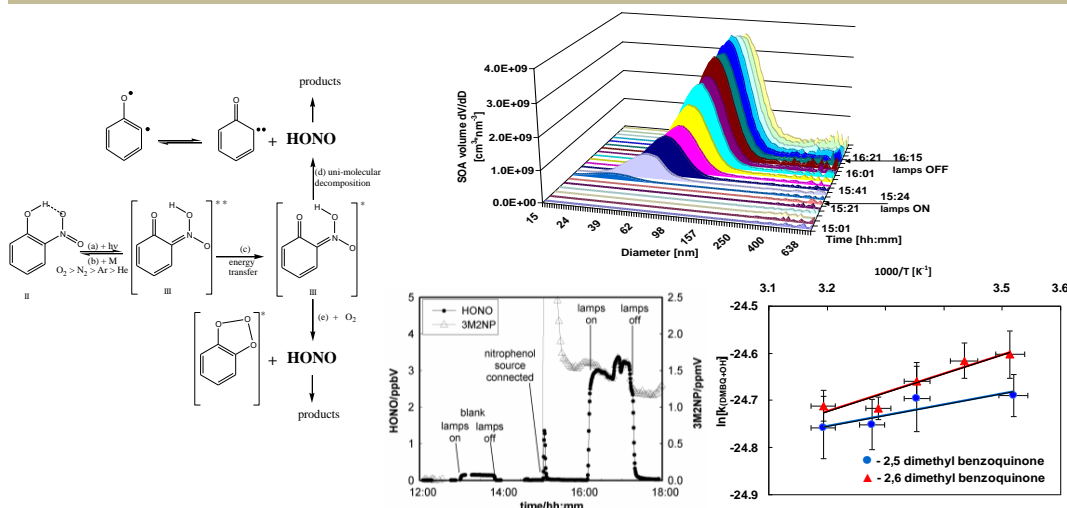 products
O
HONO
O
+
(d) uni-molecular
decomposition
H
O
O
N
O
II
(a) + hν
(b) + M
O2 > N2 > Ar > He
**
O
H
O
N
O
III
(c)
energy
transfer
*
O
H
O
N
O
III
(e) + O2
*
O
O
O
+ HONO
products
SOA volume dV/dD
[cm3nm-3]
4.0E+09
3.0E+09
2.0E+09
1.0E+09
0.0E+00
15
24
39
62
98
157
250
400
638
Diameter [nm]
16:21 16:15
lamps OFF
16:01
15:41
15:24
lamps ON
15:21
15:01
Time [hh:mm]
HONO/ppbV
5
4
3
2
1
0
HONO
3M2NP
nitrophenol
source
connected
lamps
on
lamps
off
blank
lamps lamps
on off
2.5
2.0
1.5
1.0
0.5
0.0
3M2NP/ppmV
12:00 14:00 16:00 18:00
time/hh:mm
1000/T [K-1]
3.1 3.2 3.5 3.6
-24.5
-24.6
-24.7
-24.8
-24.9
ln[k(DMBQ+OH)]
- 2,5 dimethyl benzoquinone
- 2,6 dimethyl benzoquinone